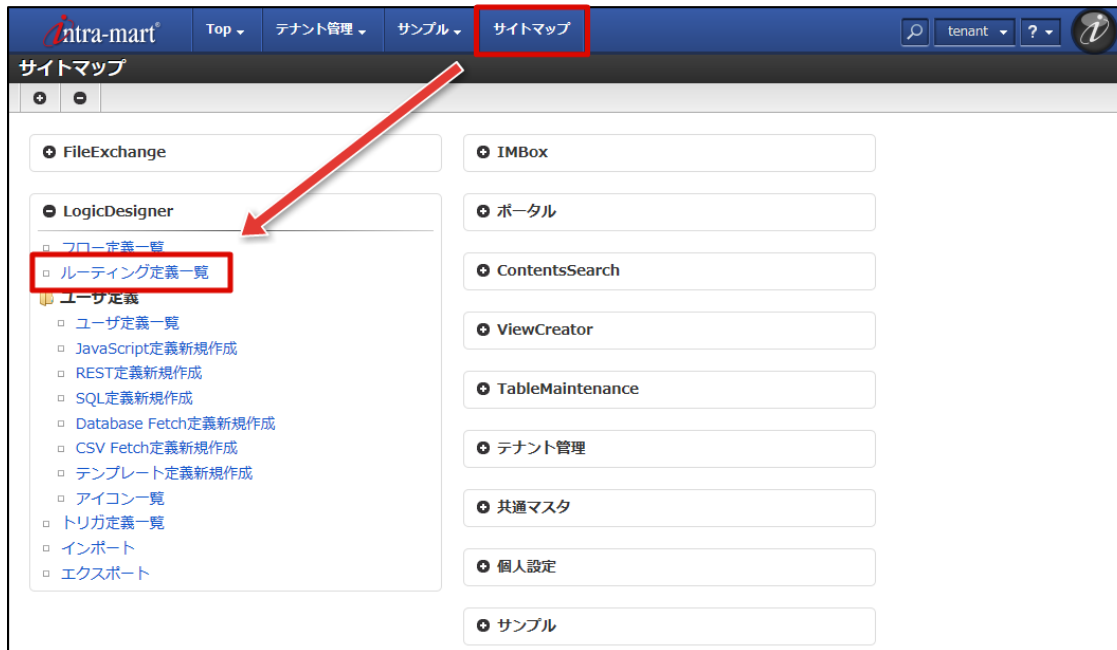 intra-mart® Top テナント管理 サンプル サイトマップ tenant ?
サイトマップ
FileExchange
LogicDesigner
フロー定義一覧
ルーティング定義一覧
ユーザ定義
ユーザ定義一覧
JavaScript定義新規作成
REST定義新規作成
SQL定義新規作成
Database Fetch定義新規作成
CSV Fetch定義新規作成
テンプレート定義新規作成
アイコン一覧
トリガ定義一覧
インポート
エクスポート
IMBox
ポータル
ContentsSearch
ViewCreator
TableMaintenance
テナント管理
共通マスタ
個人設定
サンプル